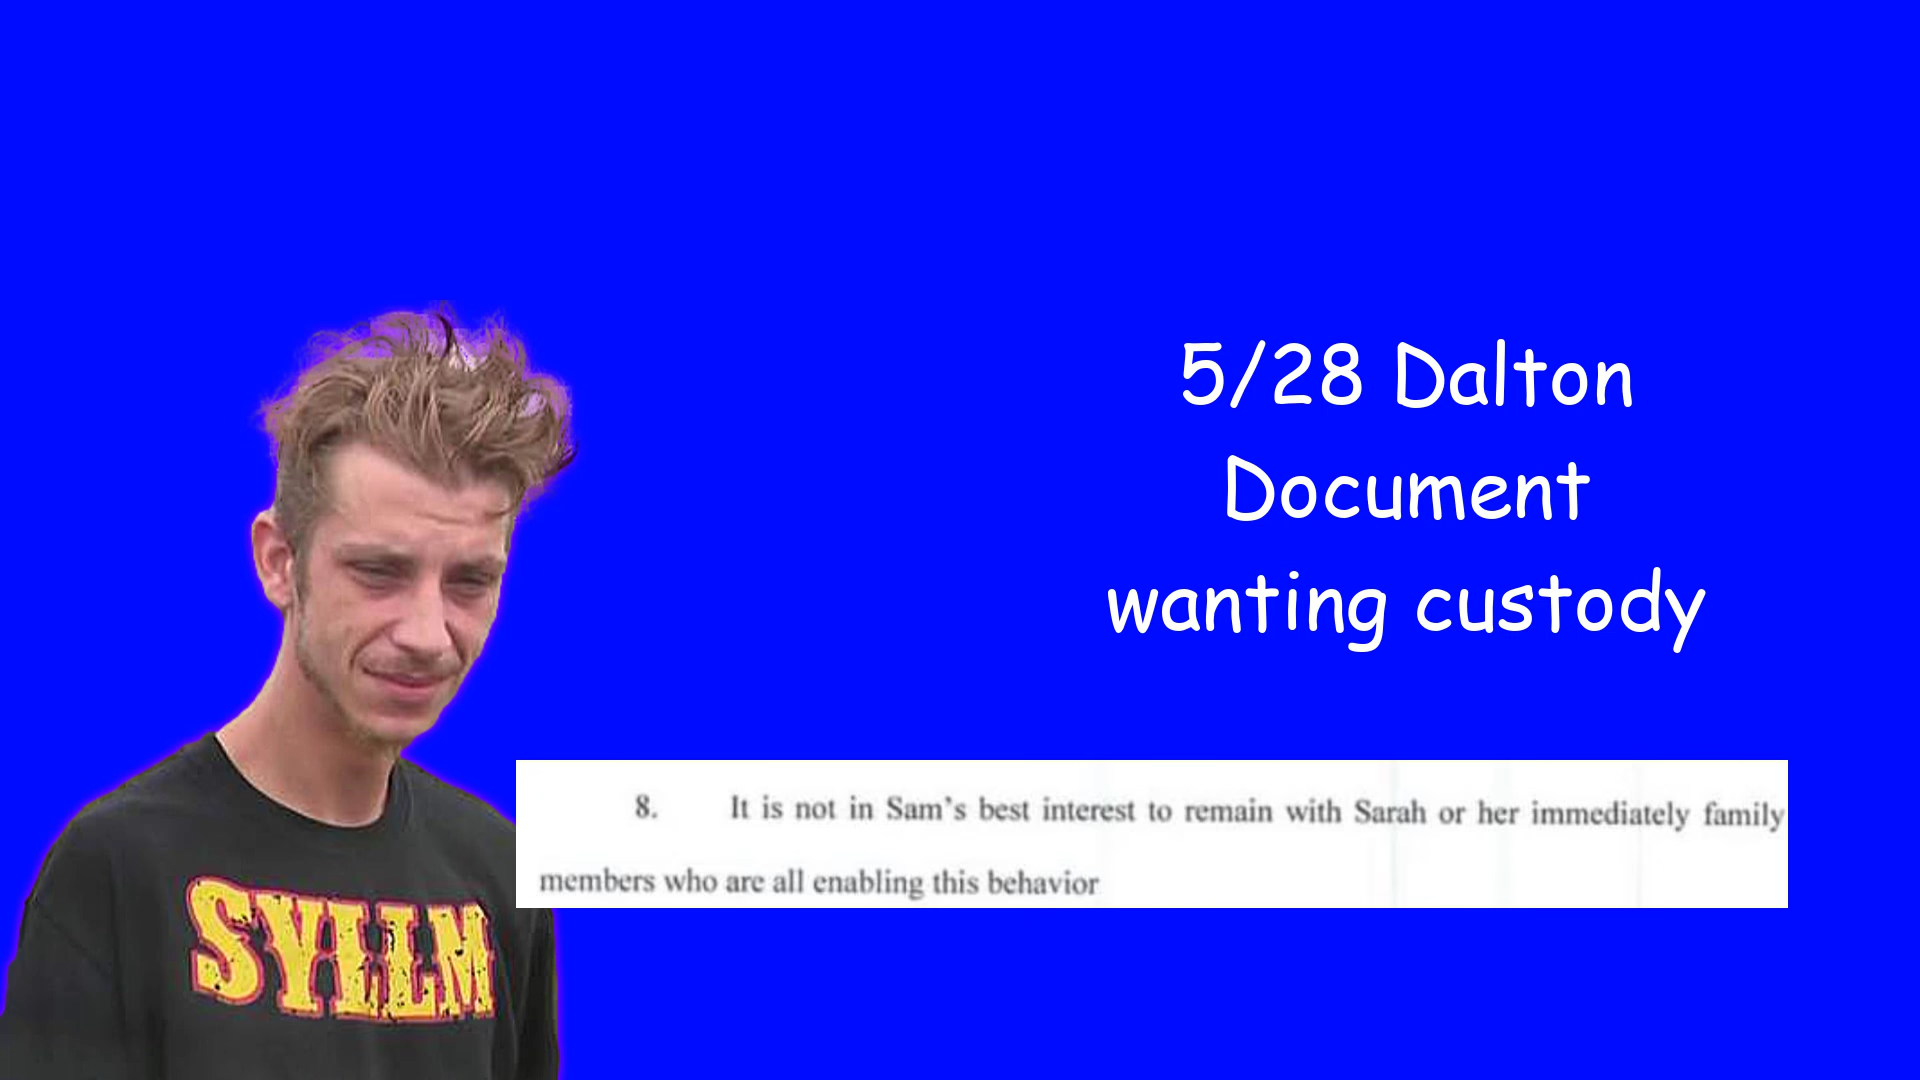 5/28 Dalton
Document
wanting custody
8. It is not in Sam's best interest to remain with Sarah or her immediately family
members who are all enabling this behavior
SYLLM